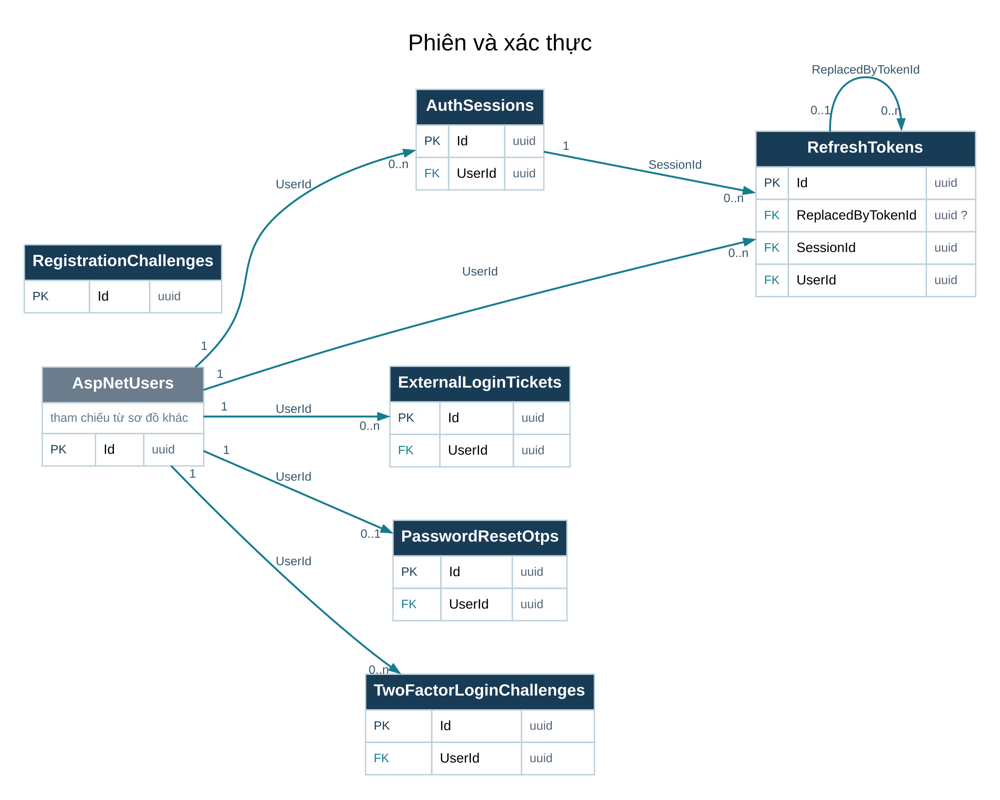 Phiên và xác thực
ReplacedByTokenId
0..1
0..n
AuthSessions
PK Id uuid
FK UserId uuid
RefreshTokens
PK Id uuid
FK ReplacedByTokenId uuid ?
FK SessionId uuid
FK UserId uuid
1
SessionId
0..n
UserId
0..n
1
UserId
0..n
1
RegistrationChallenges
PK Id uuid
AspNetUsers
tham chiếu từ sơ đồ khác
PK Id uuid
1
UserId
0..n
ExternalLoginTickets
PK Id uuid
FK UserId uuid
1
UserId
0..1
PasswordResetOtps
PK Id uuid
FK UserId uuid
1
UserId
0..n
TwoFactorLoginChallenges
PK Id uuid
FK UserId uuid